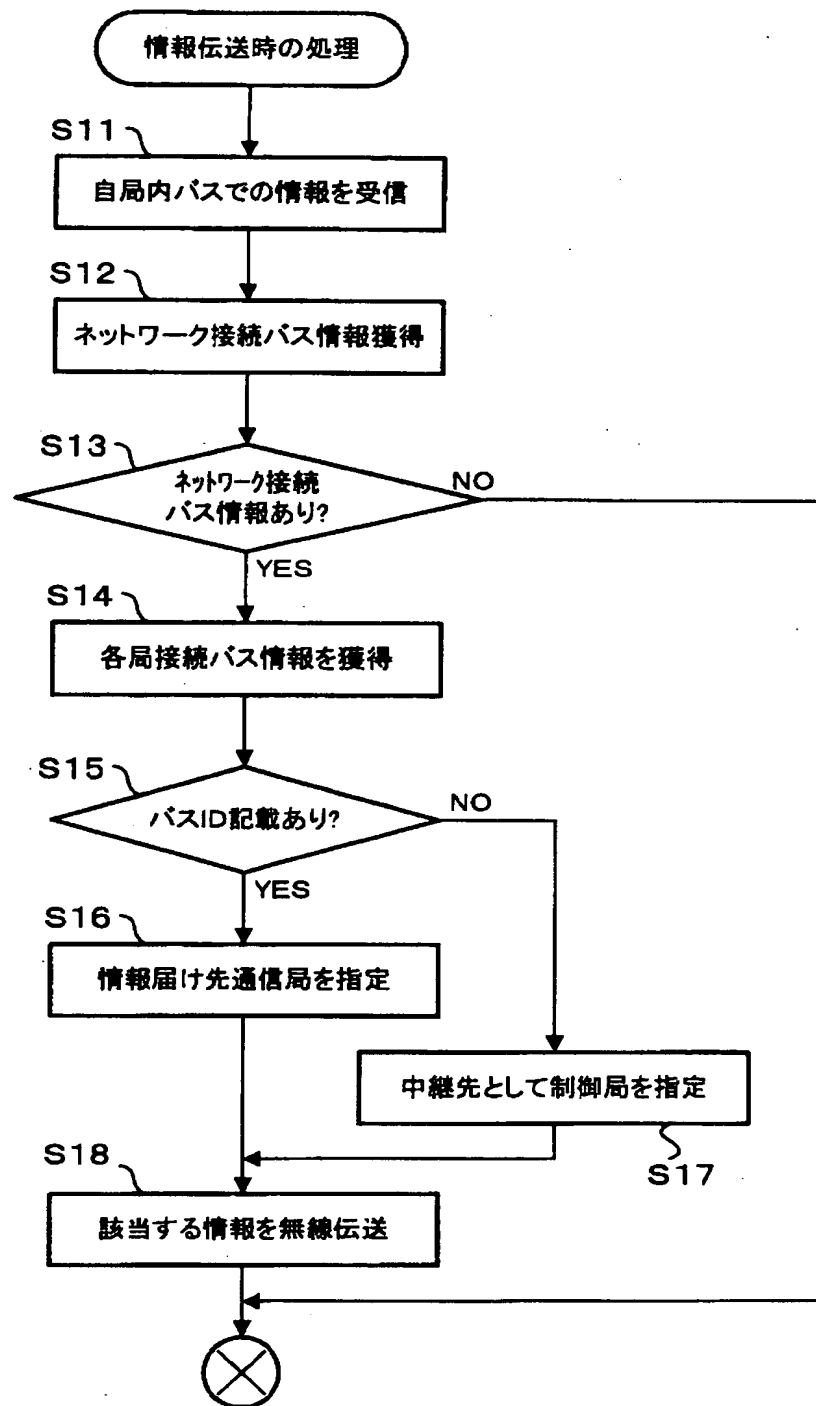 情報伝送時の処理
S11
自局内バスでの情報を受信
S12
ネットワーク接続バス情報獲得
S13
ネットワーク接続
バス情報あり?
NO
YES
S14
各局接続バス情報を獲得
S15
バスID記載あり?
NO
YES
S16
情報届け先通信局を指定
中継先として制御局を指定
S17
S18
該当する情報を無線伝送